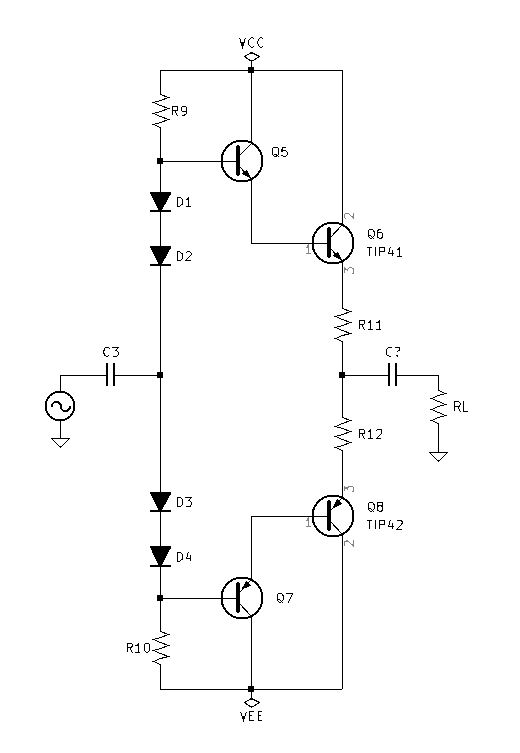 VCC
R9
Q5
D1
2
Q6
1
TIP41
D2
3
R11
C3
C?
RL
R12
3
D3
Q8
1
TIP42
D4
2
Q7
R10
VEE